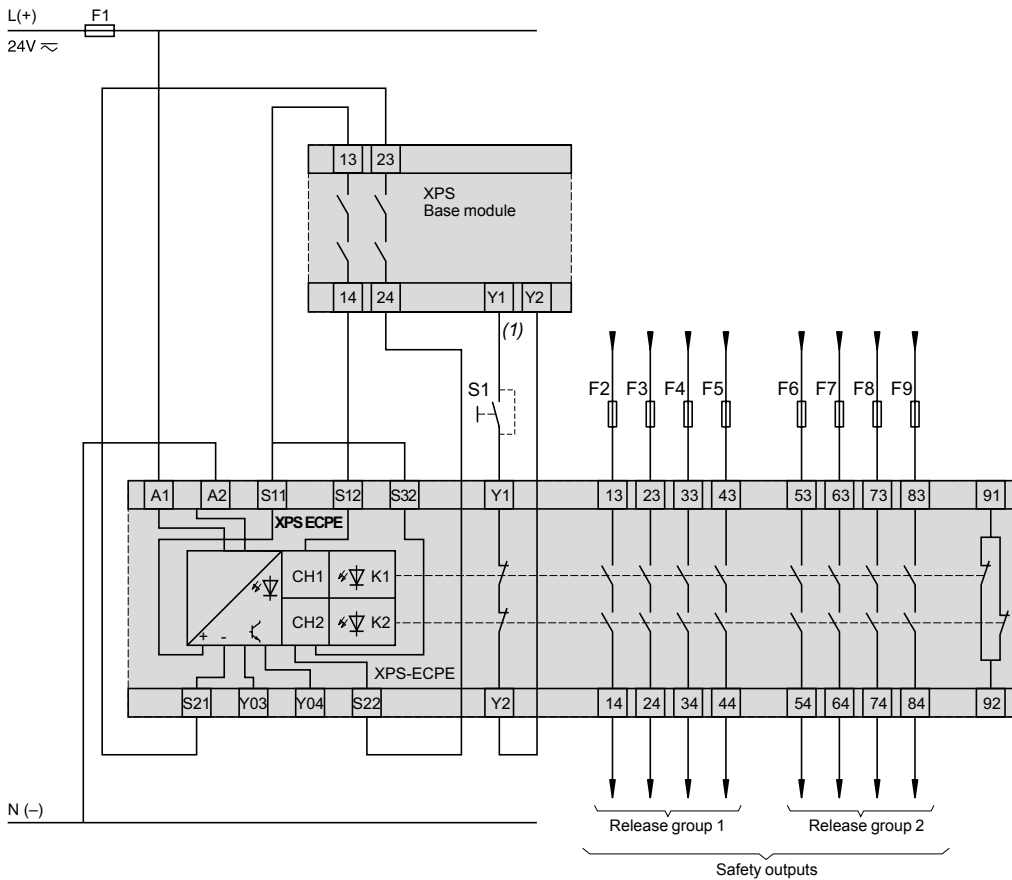 L(+) F1
24V ⏦
13 23
XPS
Base module
14 24 Y1 Y2
(1)
S1
F2 F3 F4 F5 F6 F7 F8 F9
A1 A2 S11 S12 S32 Y1 13 23 33 43 53 63 73 83 91
XPS ECPE
CH1 K1
CH2 K2
+ -
XPS-ECPE
S21 Y03 Y04 S22 Y2 14 24 34 44 54 64 74 84 92
N (–)
Release group 1 Release group 2
Safety outputs